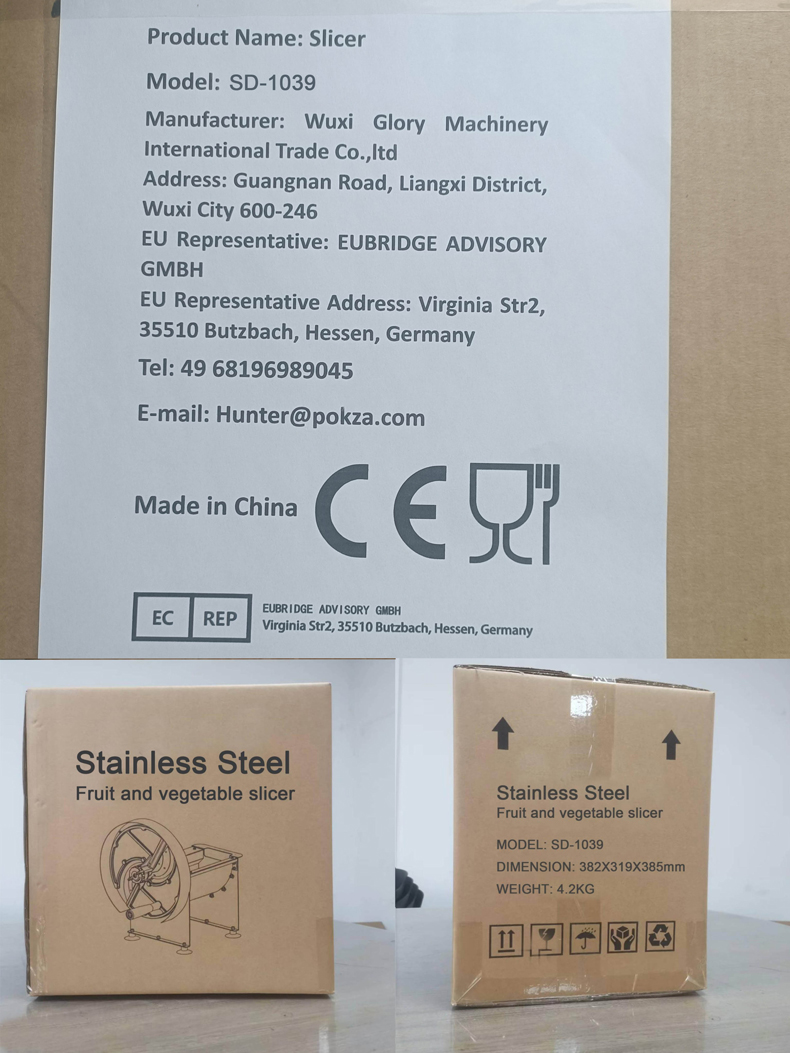 Product Name: Slicer
Model: SD-1039
Manufacturer: Wuxi Glory Machinery
International Trade Co.,ltd
Address: Guangnan Road, Liangxi District,
Wuxi City 600-246
EU Representative: EUBRIDGE ADVISORY
GMBH
EU Representative Address: Virginia Str2,
35510 Butzbach, Hessen, Germany
Tel: 49 68196989045
E-mail: Hunter@pokza.com
Made in China CE
EC REP
EUBRIDGE ADVISORY GMBH
Virginia Str2, 35510 Butzbach, Hessen, Germany
Stainless Steel
Fruit and vegetable slicer
Stainless Steel
Fruit and vegetable slicer
MODEL: SD-1039
DIMENSION: 382X319X385mm
WEIGHT: 4.2KG